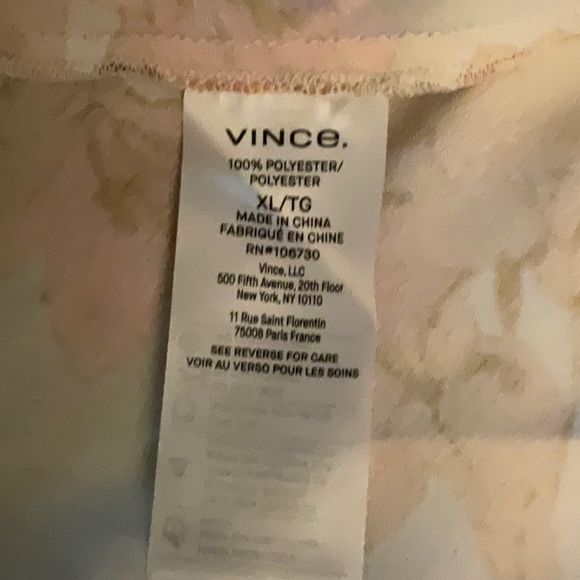 VINCE.
100% POLYESTER/
POLYESTER
XL/TG
MADE IN CHINA
FABRIQUÉ EN CHINE
RN#106730
Vince, LLC
500 Fifth Avenue, 20th Floor
New York, NY 10110
11 Rue Saint Florentin
75008 Paris France
SEE REVERSE FOR CARE
VOIR AU VERSO POUR LES SOINS